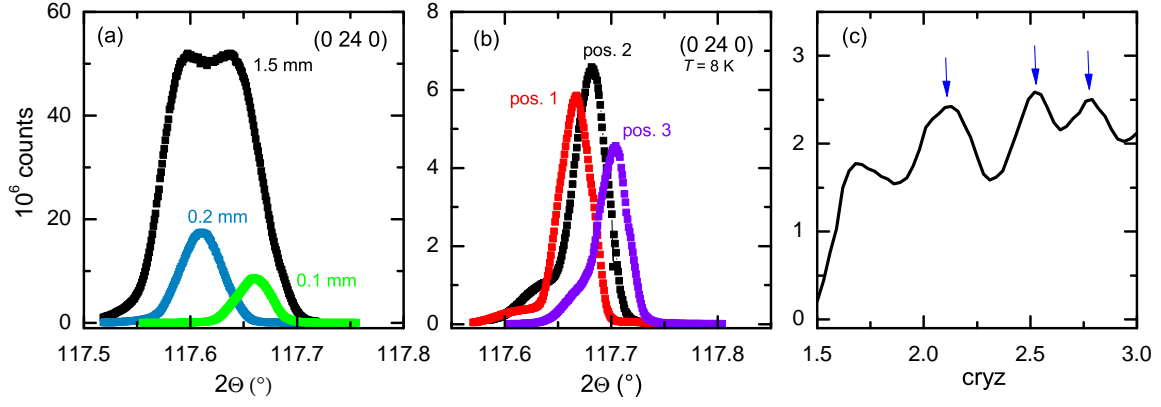 (a)
(0 24 0)
1.5 mm
0.2 mm
0.1 mm
60
40
20
0
10⁶ counts
117.5
117.6
117.7
117.8
2Θ (°)
(b)
pos. 2
(0 24 0)
T = 8 K
pos. 1
pos. 3
8
6
4
2
0
117.6
117.7
117.8
2Θ (°)
(c)
3
2
1
0
1.5
2.0
2.5
3.0
cryz